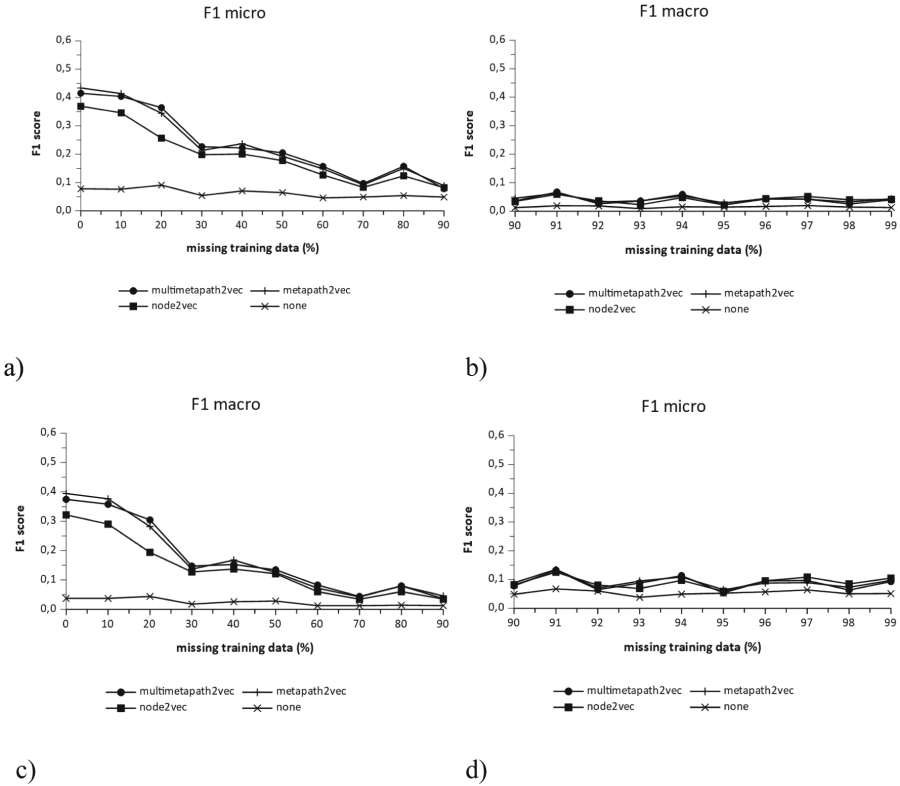 F1 micro
0,6
0,5
0,4
0,3
0,2
0,1
0,0
F1 score
0 10 20 30 40 50 60 70 80 90
missing training data (%)
multimetapath2vec metapath2vec
node2vec none
a)
F1 macro
0,6
0,5
0,4
0,3
0,2
0,1
0,0
F1 score
90 91 92 93 94 95 96 97 98 99
missing training data (%)
multimetapath2vec metapath2vec
node2vec none
b)
F1 macro
0,6
0,5
0,4
0,3
0,2
0,1
0,0
F1 score
0 10 20 30 40 50 60 70 80 90
missing training data (%)
multimetapath2vec metapath2vec
node2vec none
c)
F1 micro
0,6
0,5
0,4
0,3
0,2
0,1
0,0
F1 score
90 91 92 93 94 95 96 97 98 99
missing training data (%)
multimetapath2vec metapath2vec
node2vec none
d)